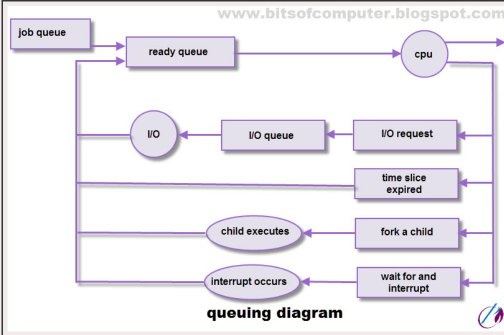 www.bitsofcomputer.blogspot.com
job queue
ready queue
cpu
I/O
I/O queue
I/O request
time slice
expired
child executes
fork a child
interrupt occurs
wait for and
interrupt
queuing diagram